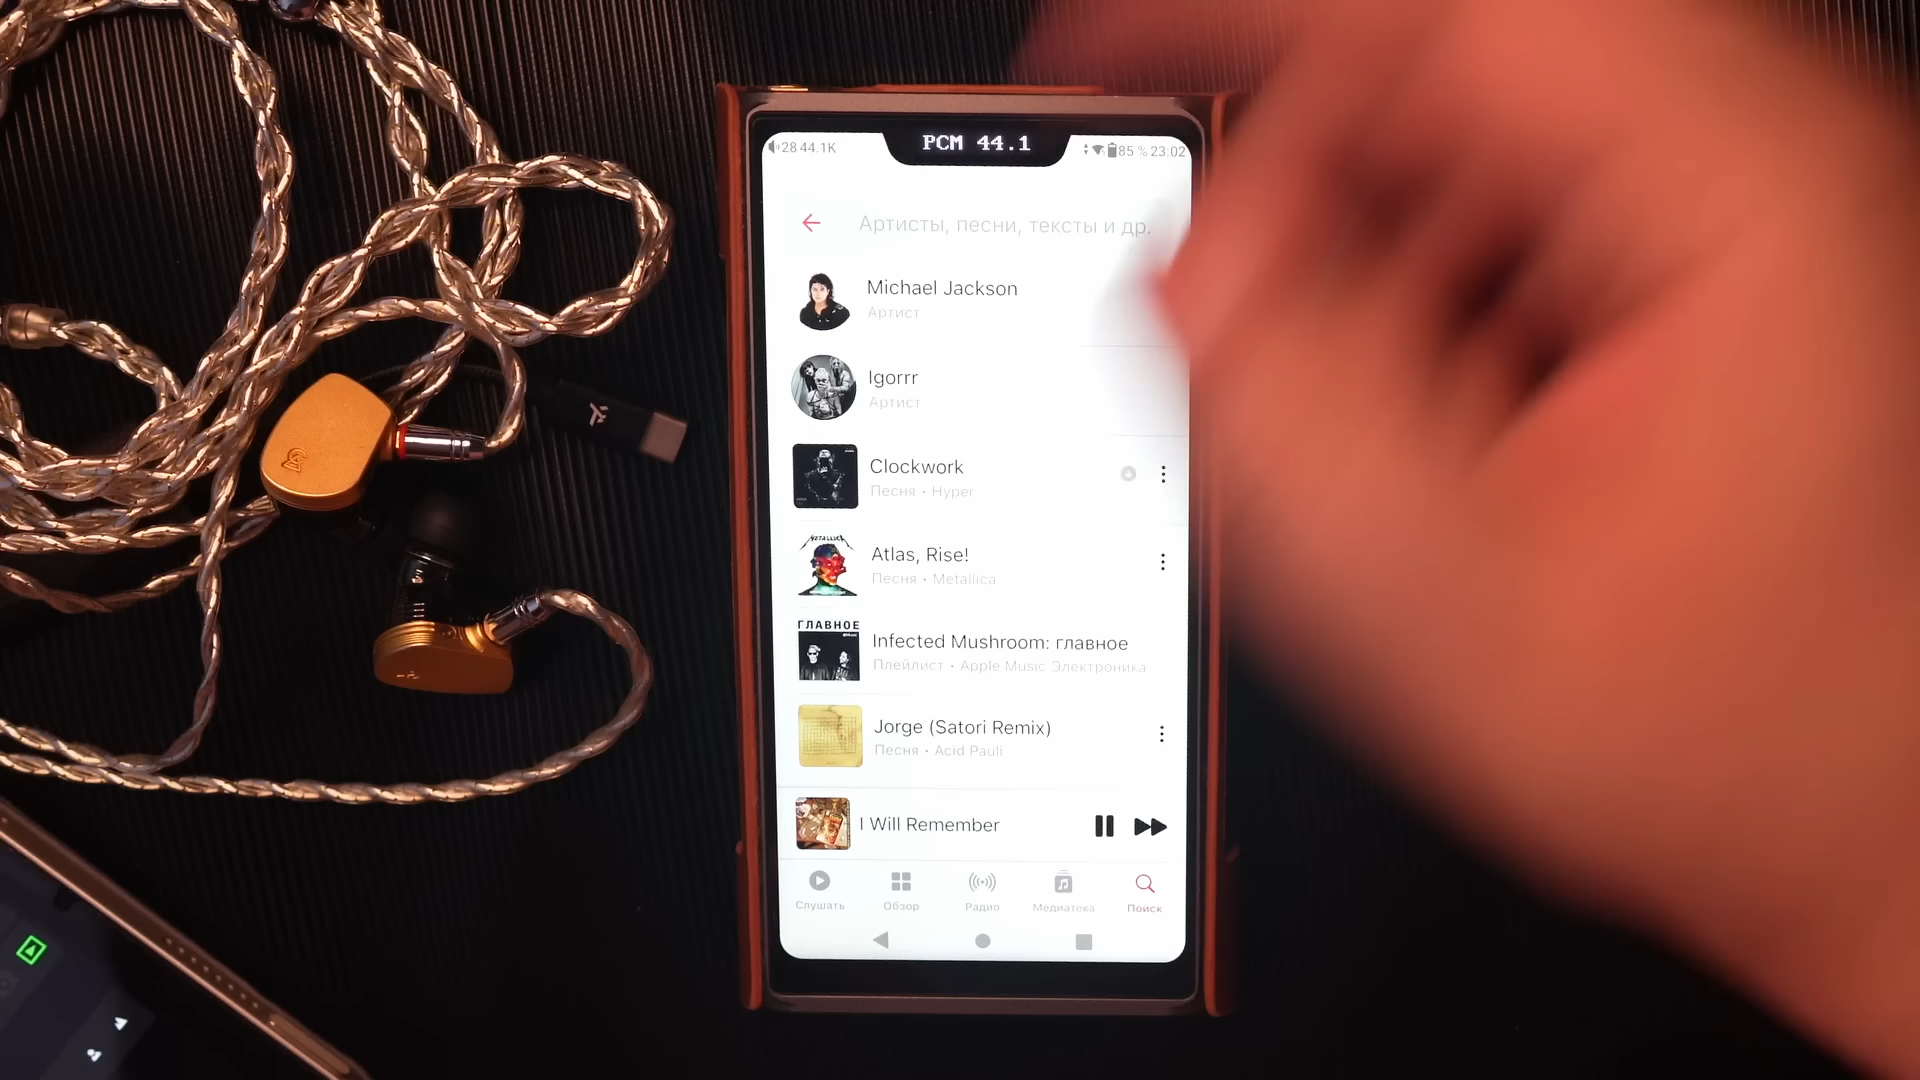 PCM 44.1
28 44.1K
85 % 23:02
Артисты, песни, тексты и др.
Michael Jackson
Артист
Igorrr
Артист
Clockwork
Песня • Hyper
Atlas, Rise!
Песня • Metallica
METALLICA
ГЛАВНОЕ
Infected Mushroom: главное
Плейлист • Apple Music Электроника
Jorge (Satori Remix)
Песня • Acid Pauli
I Will Remember
Слушать
Обзор
Радио
Медиатека
Поиск